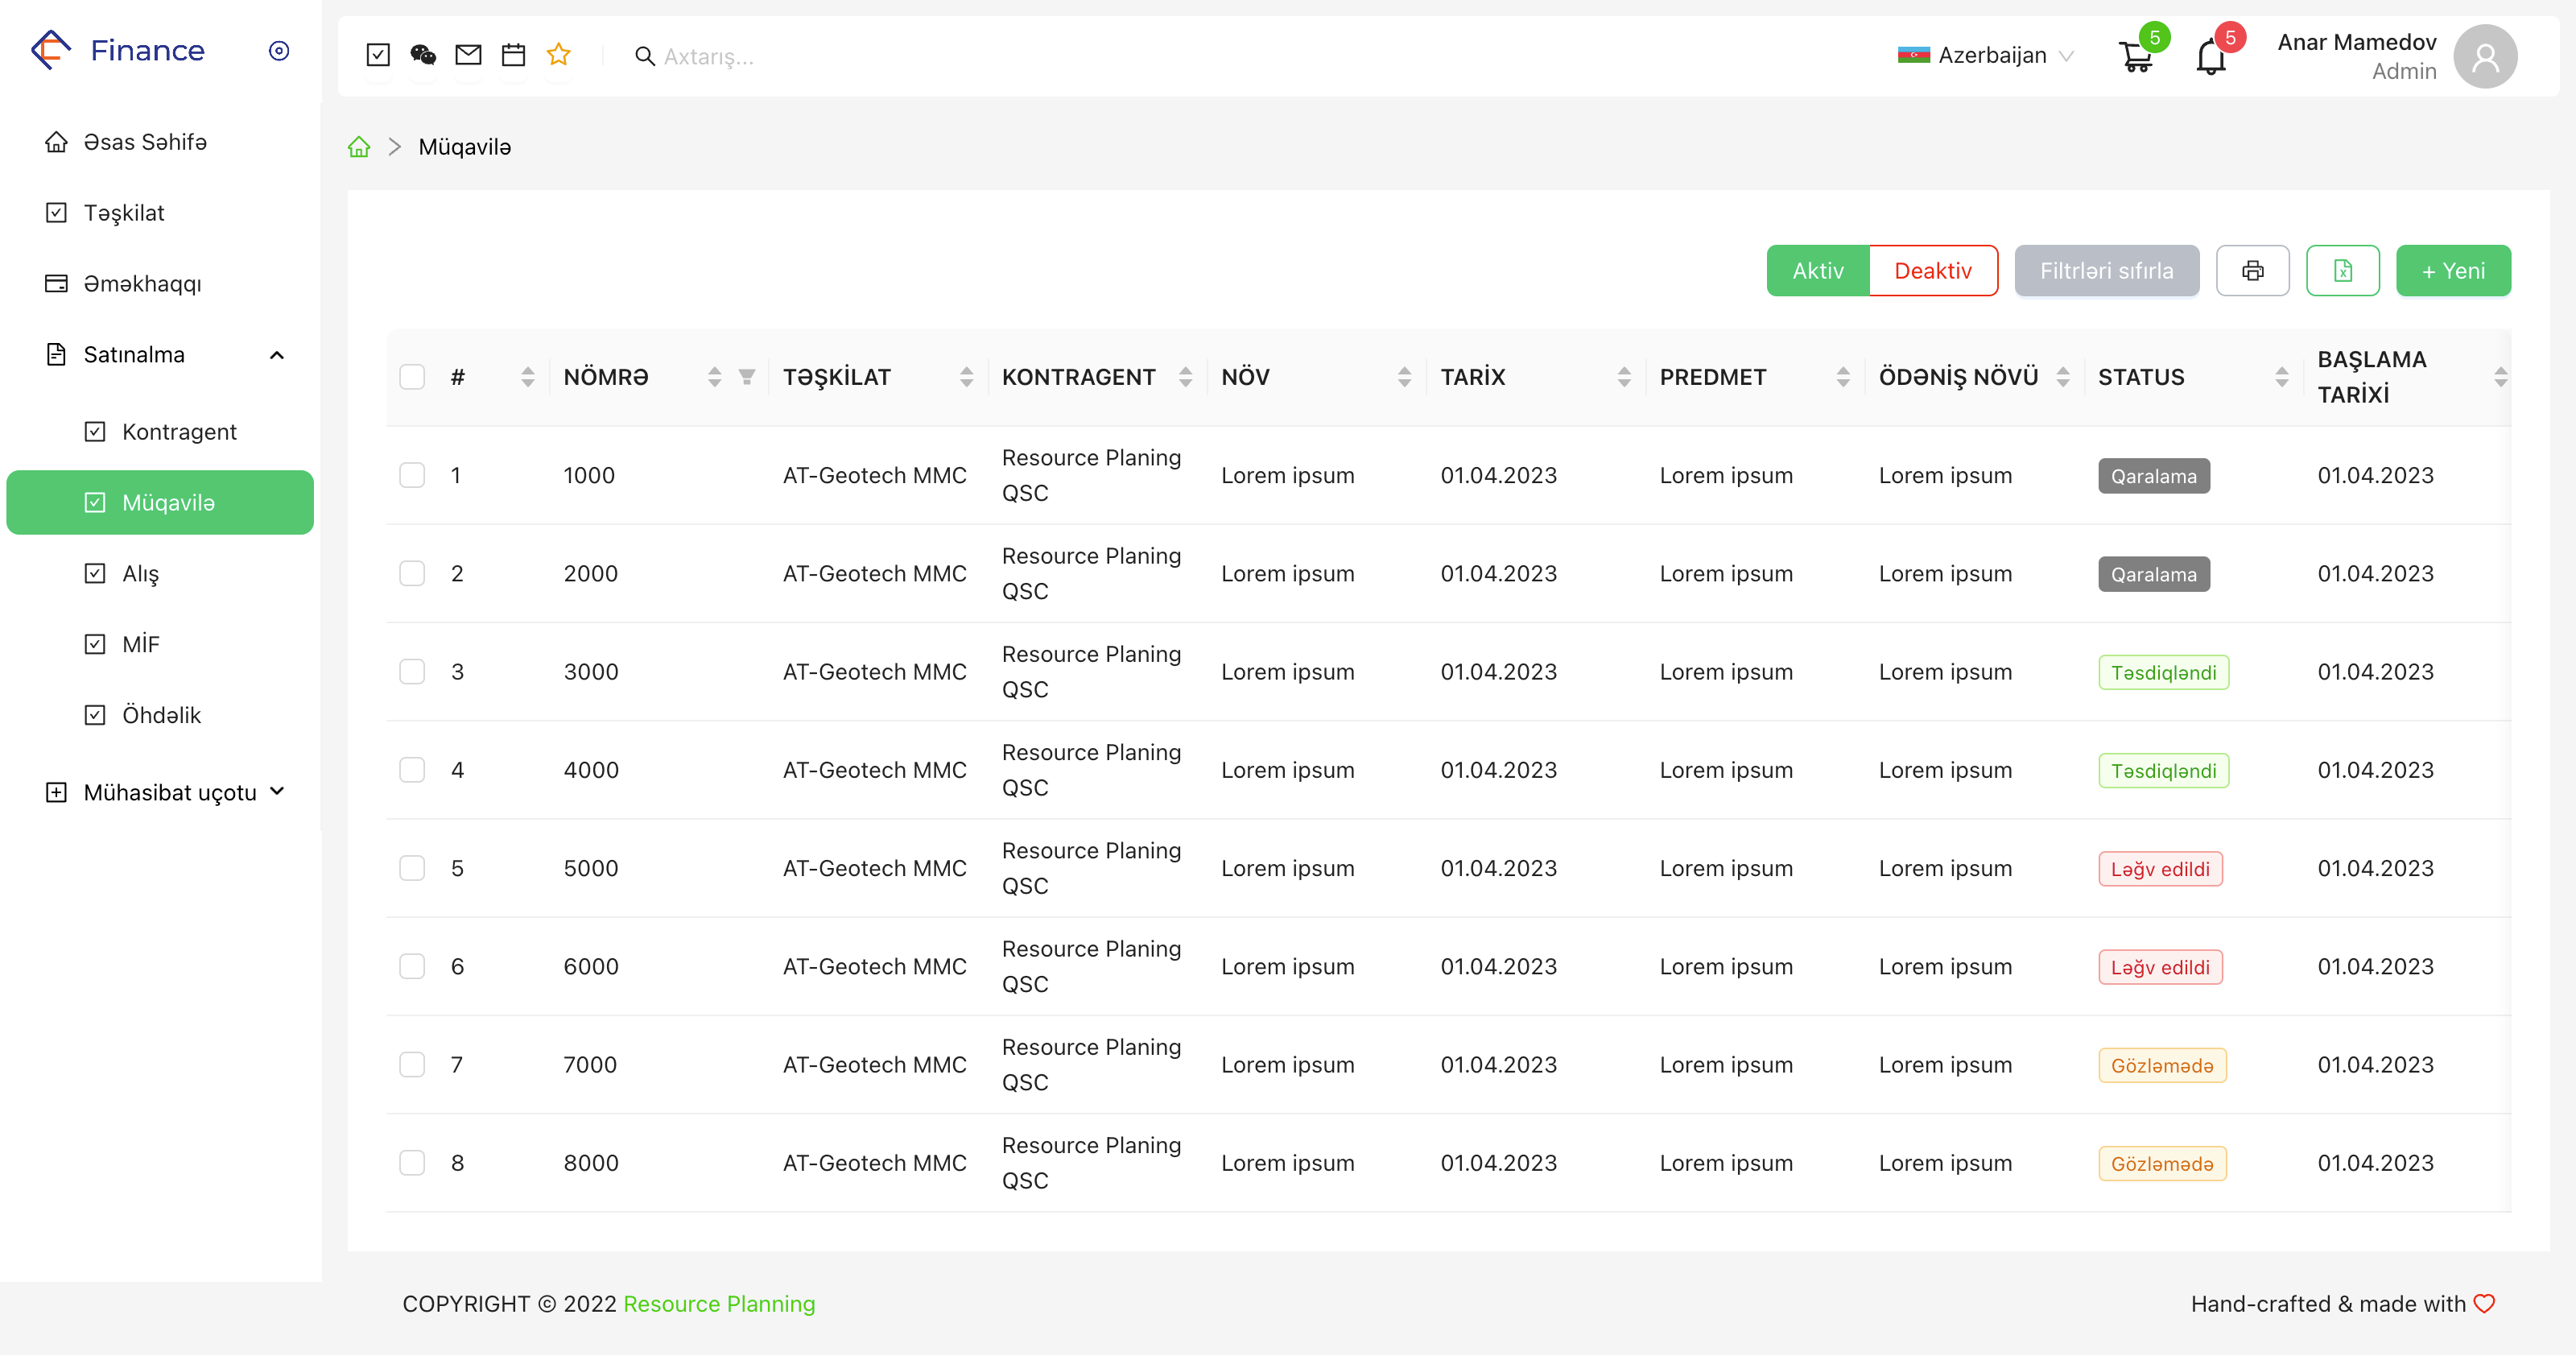 Finance
Axtarış...
Azerbaijan
5
5
Anar Mamedov
Admin
Əsas Səhifə
Təşkilat
Əməkhaqqı
Satınalma
Kontragent
Müqavilə
Alış
MİF
Öhdəlik
Mühasibat uçotu
Müqavilə
Aktiv
Deaktiv
Filtrləri sıfırla
+ Yeni
# NÖMRƏ TƏŞKİLAT KONTRAGENT NÖV TARİX PREDMET ÖDƏNİŞ NÖVÜ STATUS BAŞLAMA TARİXİ
1 1000 AT-Geotech MMC Resource Planing QSC Lorem ipsum 01.04.2023 Lorem ipsum Lorem ipsum Qaralama 01.04.2023
2 2000 AT-Geotech MMC Resource Planing QSC Lorem ipsum 01.04.2023 Lorem ipsum Lorem ipsum Qaralama 01.04.2023
3 3000 AT-Geotech MMC Resource Planing QSC Lorem ipsum 01.04.2023 Lorem ipsum Lorem ipsum Təsdiqləndi 01.04.2023
4 4000 AT-Geotech MMC Resource Planing QSC Lorem ipsum 01.04.2023 Lorem ipsum Lorem ipsum Təsdiqləndi 01.04.2023
5 5000 AT-Geotech MMC Resource Planing QSC Lorem ipsum 01.04.2023 Lorem ipsum Lorem ipsum Ləğv edildi 01.04.2023
6 6000 AT-Geotech MMC Resource Planing QSC Lorem ipsum 01.04.2023 Lorem ipsum Lorem ipsum Ləğv edildi 01.04.2023
7 7000 AT-Geotech MMC Resource Planing QSC Lorem ipsum 01.04.2023 Lorem ipsum Lorem ipsum Gözləmədə 01.04.2023
8 8000 AT-Geotech MMC Resource Planing QSC Lorem ipsum 01.04.2023 Lorem ipsum Lorem ipsum Gözləmədə 01.04.2023
COPYRIGHT © 2022 Resource Planning
Hand-crafted & made with